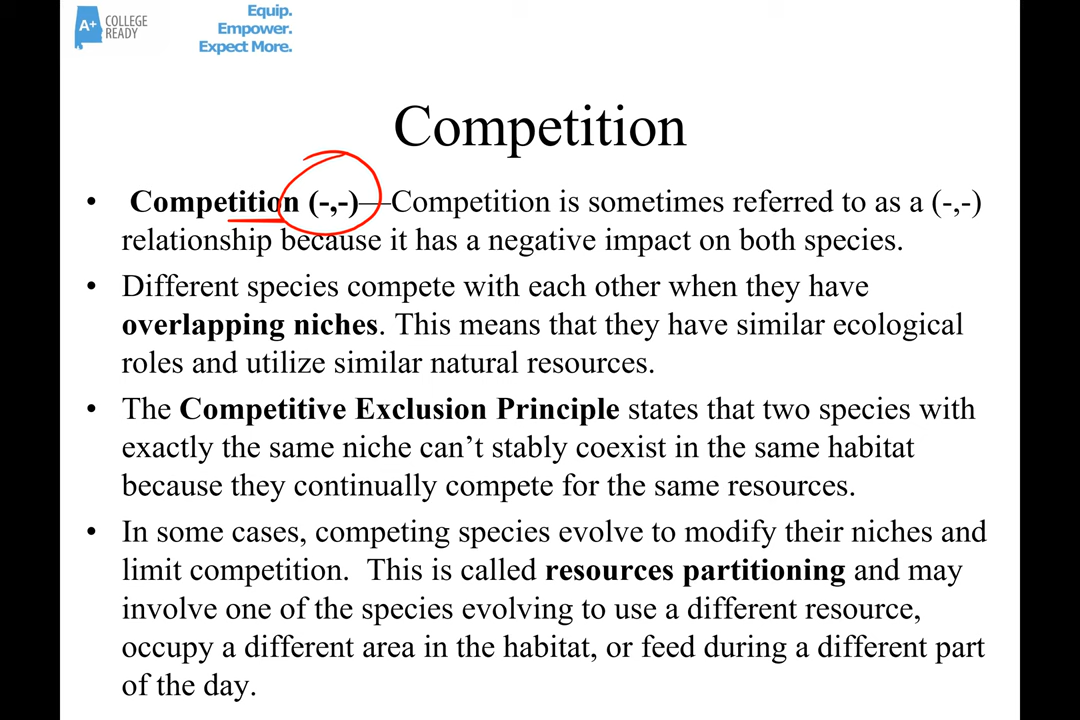 A+ COLLEGE
READY
Equip.
Empower.
Expect More.
Competition
• Competition (-,-)—Competition is sometimes referred to as a (-,-)
relationship because it has a negative impact on both species.
• Different species compete with each other when they have
overlapping niches. This means that they have similar ecological
roles and utilize similar natural resources.
• The Competitive Exclusion Principle states that two species with
exactly the same niche can’t stably coexist in the same habitat
because they continually compete for the same resources.
• In some cases, competing species evolve to modify their niches and
limit competition.  This is called resources partitioning and may
involve one of the species evolving to use a different resource,
occupy a different area in the habitat, or feed during a different part
of the day.